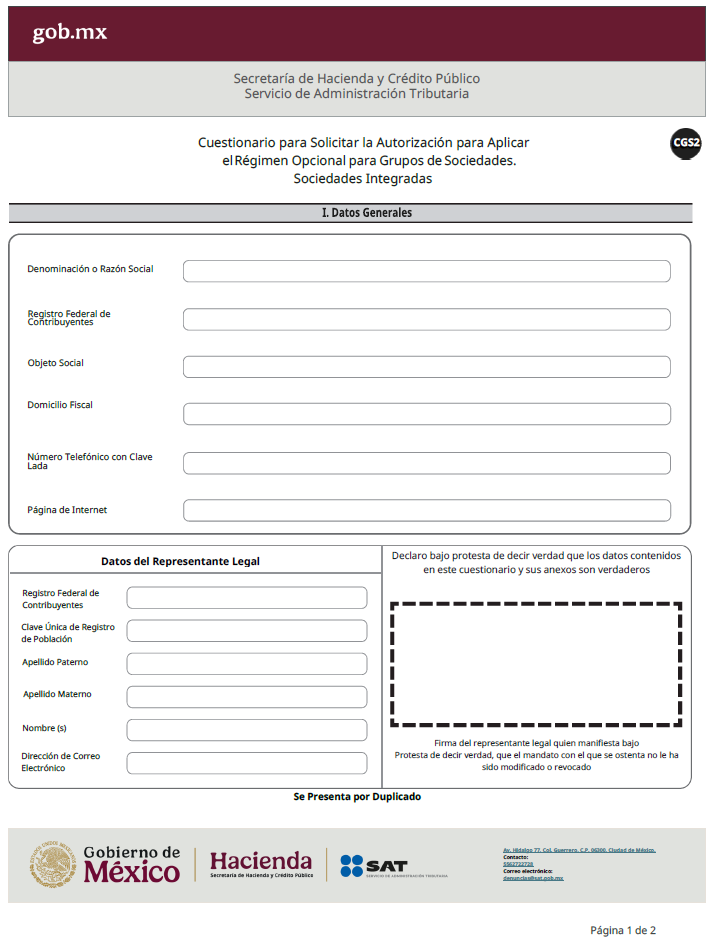 gob.mx
Secretaría de Hacienda y Crédito Público
Servicio de Administración Tributaria
Cuestionario para Solicitar la Autorización para Aplicar
el Régimen Opcional para Grupos de Sociedades.
Sociedades Integradas
CGS2
I. Datos Generales
Denominación o Razón Social
Registro Federal de
Contribuyentes
Objeto Social
Domicilio Fiscal
Número Telefónico con Clave
Lada
Página de Internet
Datos del Representante Legal
Registro Federal de
Contribuyentes
Clave Única de Registro
de Población
Apellido Paterno
Apellido Materno
Nombre (s)
Dirección de Correo
Electrónico
Declaro bajo protesta de decir verdad que los datos contenidos
en este cuestionario y sus anexos son verdaderos
Firma del representante legal quien manifiesta bajo
Protesta de decir verdad, que el mandato con el que se ostenta no le ha
sido modificado o revocado
Se Presenta por Duplicado
Gobierno de
México
Hacienda
Secretaría de Hacienda y Crédito Público
SAT
SERVICIO DE ADMINISTRACIÓN TRIBUTARIA
Av. Hidalgo 77, Col. Guerrero, C.P. 06300, Ciudad de México.
Contacto:
5562722728
Correo electrónico:
denuncias@sat.gob.mx
Página 1 de 2